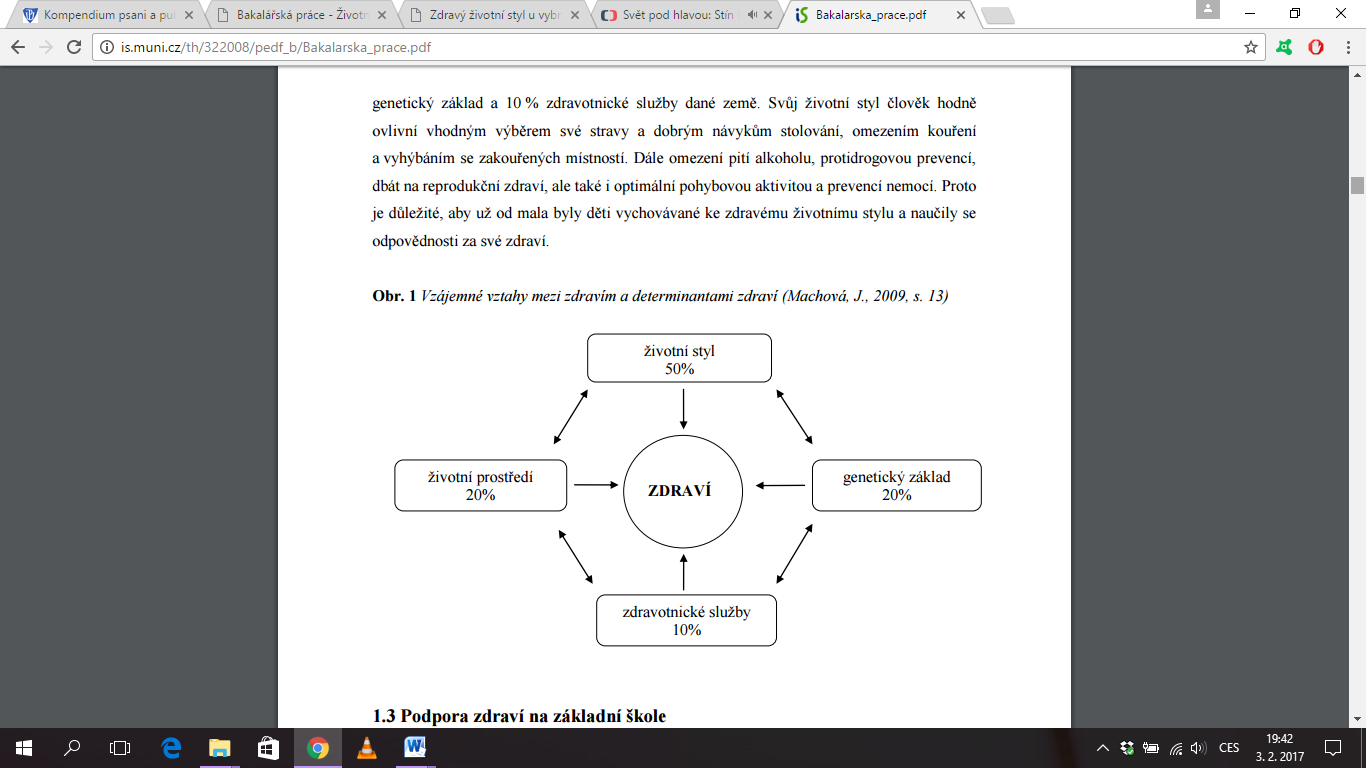 Kompendium psani a pul
Bakalářská práce - Životn
Zdravý životní styl u vybr
Svět pod hlavou: Stín
Bakalarska_prace.pdf
is.muni.cz/th/322008/pedf_b/Bakalarska_prace.pdf
genetický základ a 10 % zdravotnické služby dané země. Svůj životní styl člověk hodně
ovlivní vhodným výběrem své stravy a dobrým návykům stolování, omezením kouření
a vyhýbáním se zakouřených místností. Dále omezení pití alkoholu, protidrogovou prevencí,
dbát na reprodukční zdraví, ale také i optimální pohybovou aktivitou a prevencí nemocí. Proto
je důležité, aby už od mala byly děti vychovávané ke zdravému životnímu stylu a naučily se
odpovědnosti za své zdraví.
Obr. 1 Vzájemné vztahy mezi zdravím a determinantami zdraví (Machová, J., 2009, s. 13)
životní styl
50%
životní prostředí
20%
ZDRAVÍ
genetický základ
20%
zdravotnické služby
10%
1.3 Podpora zdraví na základní škole
CES
19:42
3. 2. 2017